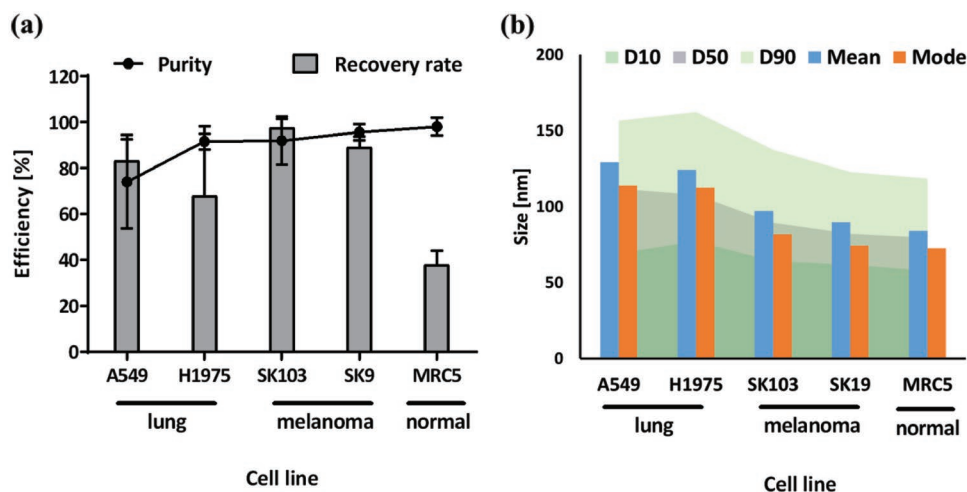 (a)
Purity
Recovery rate
Efficiency [%]
120
100
80
60
40
20
0
A549 H1975 SK103 SK9 MRC5
lung melanoma normal
Cell line
(b)
D10 D50 D90 Mean Mode
Size [nm]
200
150
100
50
0
A549 H1975 SK103 SK19 MRC5
lung melanoma normal
Cell line